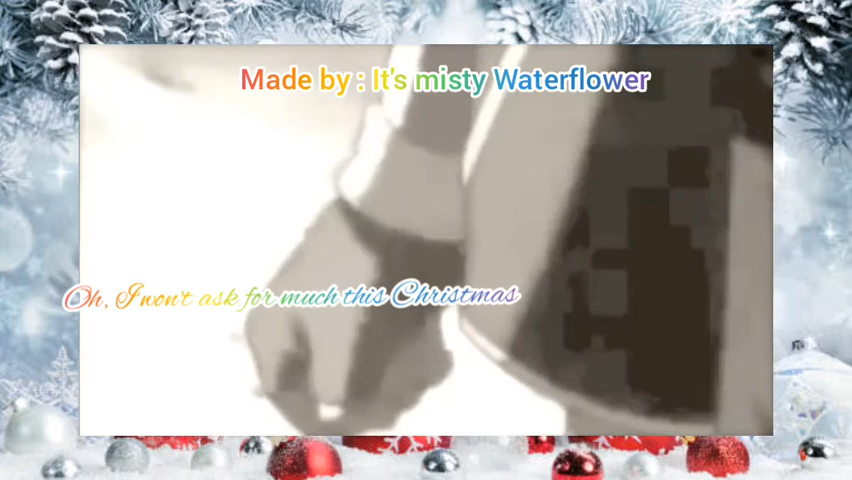 Made by : It's misty Waterflower
Oh, I won't ask for much this Christmas